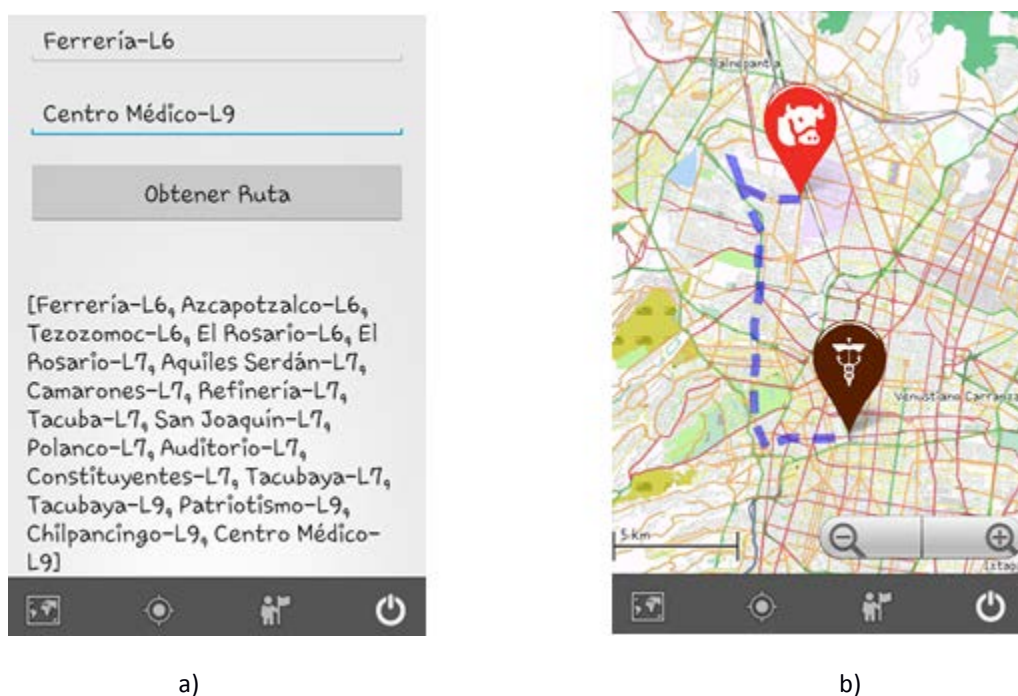 Ferrería-L6
Centro Médico-L9
Obtener Ruta
[Ferrería-L6, Azcapotzalco-L6,
Tezozomoc-L6, El Rosario-L6, El
Rosario-L7, Aquiles Serdán-L7,
Camarones-L7, Refinería-L7,
Tacuba-L7, San Joaquín-L7,
Polanco-L7, Auditorio-L7,
Constituyentes-L7, Tacubaya-L7,
Tacubaya-L9, Patriotismo-L9,
Chilpancingo-L9, Centro Médico-
L9]
a)
Tlalnepantla
Venustiano Carranza
5 km
b)